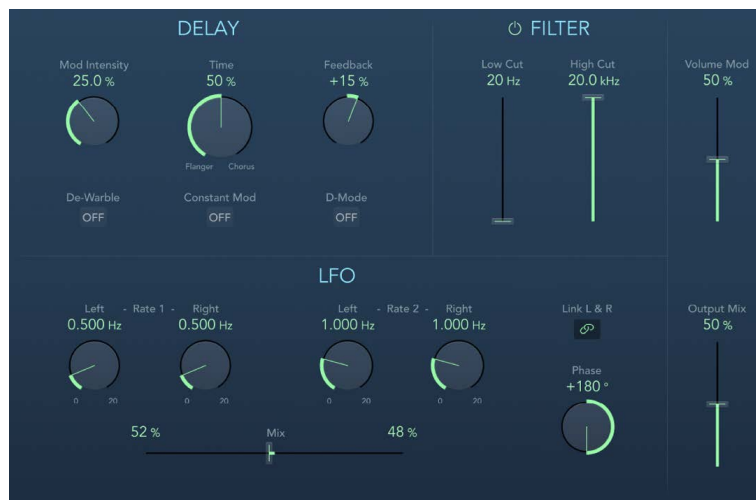 DELAY
FILTER
Mod Intensity
25.0 %
Time
50 %
Feedback
+15 %
Low Cut
20 Hz
High Cut
20.0 kHz
Volume Mod
50 %
Flanger Chorus
De-Warble
OFF
Constant Mod
OFF
D-Mode
OFF
LFO
Left - Rate 1 - Right
0.500 Hz 0.500 Hz
0 20 0 20
Left - Rate 2 - Right
1.000 Hz 1.000 Hz
0 20 0 20
Link L & R
Phase
+180 °
Output Mix
50 %
52 % Mix 48 %